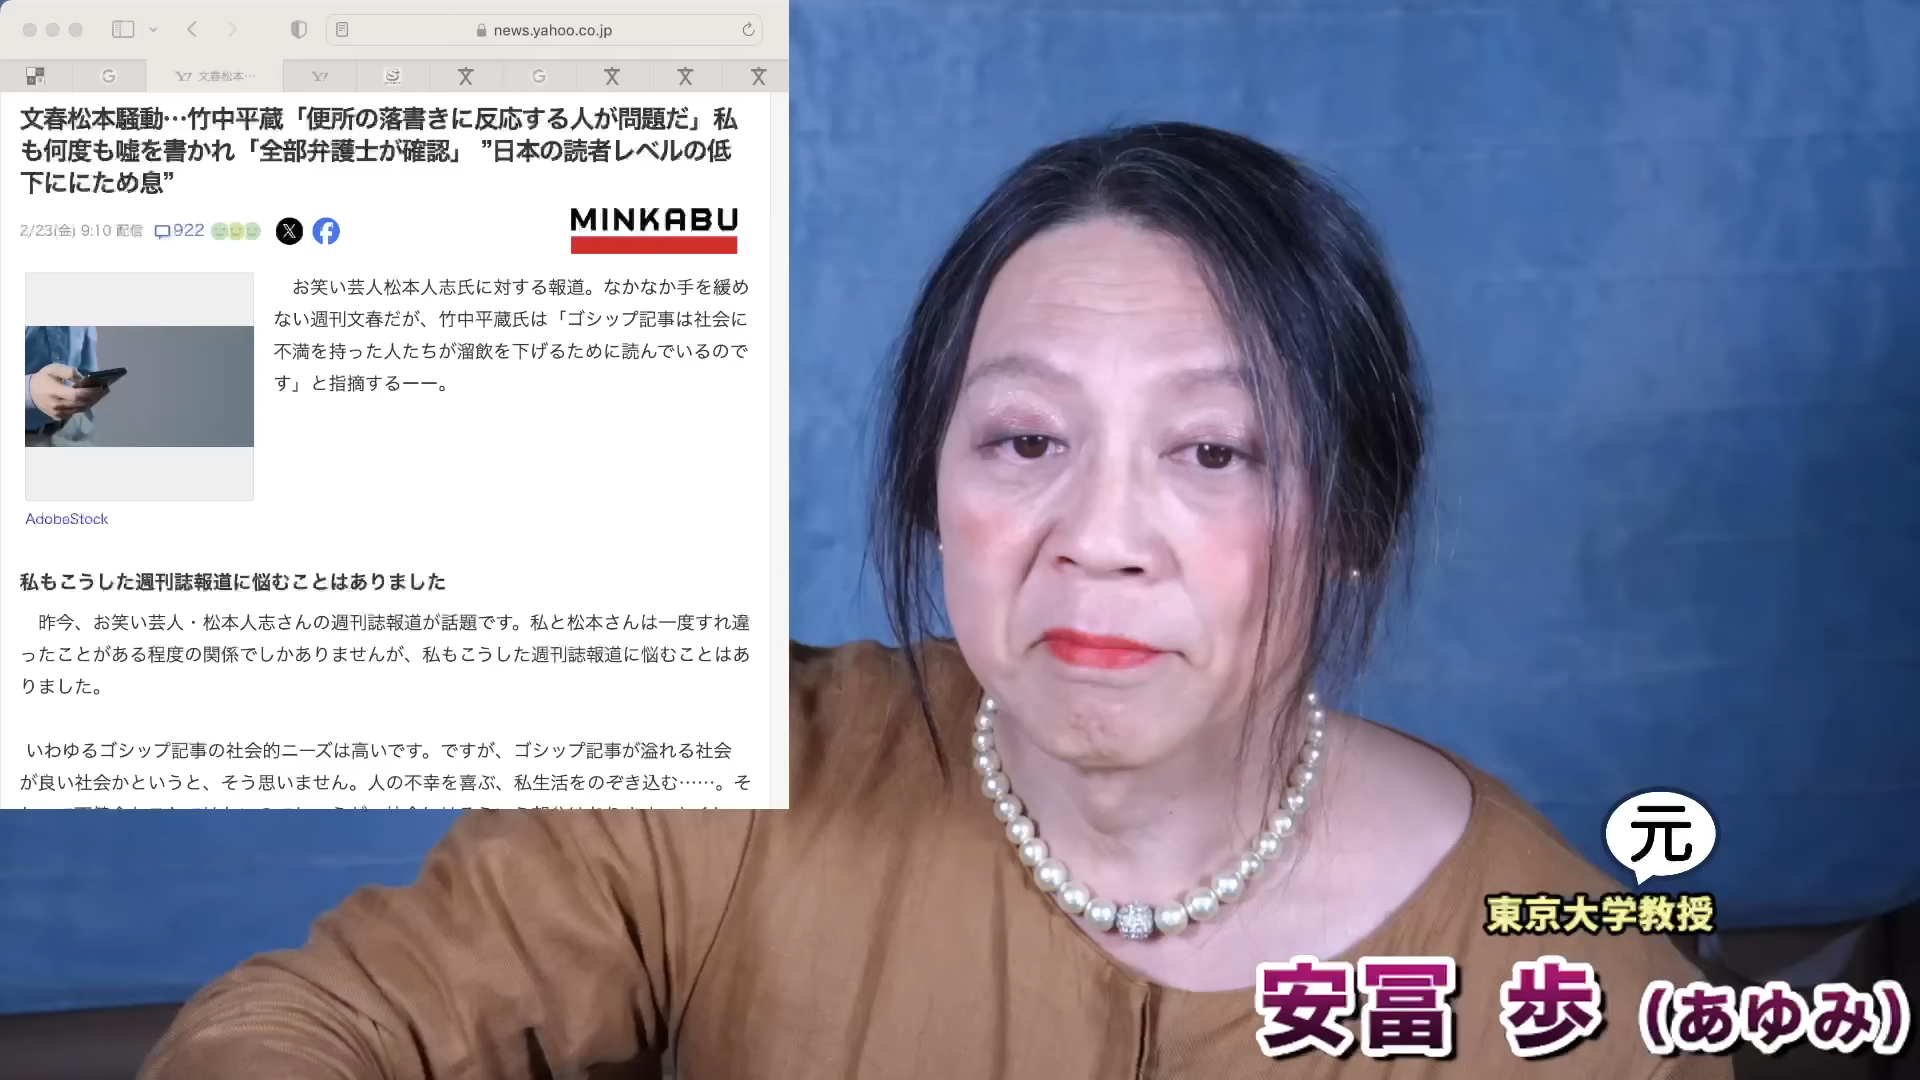 news.yahoo.co.jp
文春松本…
文春松本騒動…竹中平蔵「便所の落書きに反応する人が問題だ」私
も何度も嘘を書かれ「全部弁護士が確認」 ”日本の読者レベルの低
下ににため息”
2/23(金) 9:10 配信 922
MINKABU
お笑い芸人松本人志氏に対する報道。なかなか手を緩め
ない週刊文春だが、竹中平蔵氏は「ゴシップ記事は社会に
不満を持った人たちが溜飲を下げるために読んでいるので
す」と指摘するーー。
AdobeStock
私もこうした週刊誌報道に悩むことはありました
昨今、お笑い芸人・松本人志さんの週刊誌報道が話題です。私と松本さんは一度すれ違
ったことがある程度の関係でしかありませんが、私もこうした週刊誌報道に悩むことはあ
りました。
いわゆるゴシップ記事の社会的ニーズは高いです。ですが、ゴシップ記事が溢れる社会
が良い社会かというと、そう思いません。人の不幸を喜ぶ、私生活をのぞき込む……。そ
元
東京大学教授
安冨 歩 (あゆみ)